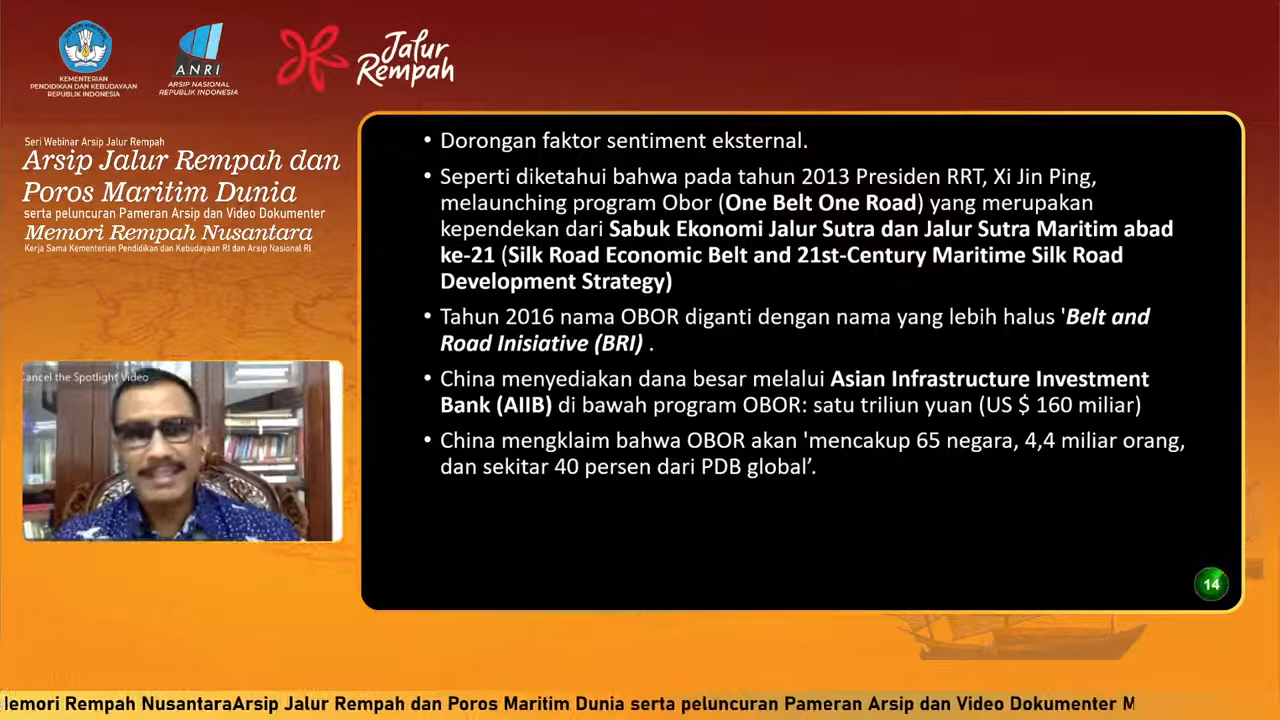 KEMENTERIAN
PENDIDIKAN DAN KEBUDAYAAN
REPUBLIK INDONESIA
ANRI
ARSIP NASIONAL
REPUBLIK INDONESIA
Jalur
Rempah
Seri Webinar Arsip Jalur Rempah
Arsip Jalur Rempah dan
Poros Maritim Dunia
serta peluncuran Pameran Arsip dan Video Dokumenter
Memori Rempah Nusantara
Kerja Sama Kementerian Pendidikan dan Kebudayaan RI dan Arsip Nasional RI
Cancel the Spotlight Video
• Dorongan faktor sentiment eksternal.
• Seperti diketahui bahwa pada tahun 2013 Presiden RRT, Xi Jin Ping,
melaunching program Obor (One Belt One Road) yang merupakan
kependekan dari Sabuk Ekonomi Jalur Sutra dan Jalur Sutra Maritim abad
ke-21 (Silk Road Economic Belt and 21st-Century Maritime Silk Road
Development Strategy)
• Tahun 2016 nama OBOR diganti dengan nama yang lebih halus 'Belt and
Road Inisiative (BRI) .
• China menyediakan dana besar melalui Asian Infrastructure Investment
Bank (AIIB) di bawah program OBOR: satu triliun yuan (US $ 160 miliar)
• China mengklaim bahwa OBOR akan 'mencakup 65 negara, 4,4 miliar orang,
dan sekitar 40 persen dari PDB global’.
14
Memori Rempah NusantaraArsip Jalur Rempah dan Poros Maritim Dunia serta peluncuran Pameran Arsip dan Video Dokumenter M